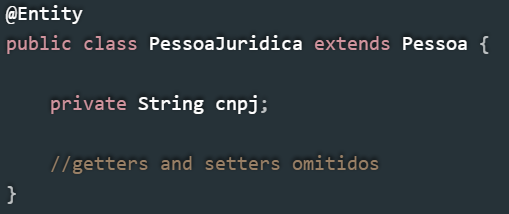 @Entity
public class PessoaJuridica extends Pessoa {
private String cnpj;
//getters and setters omitidos
}